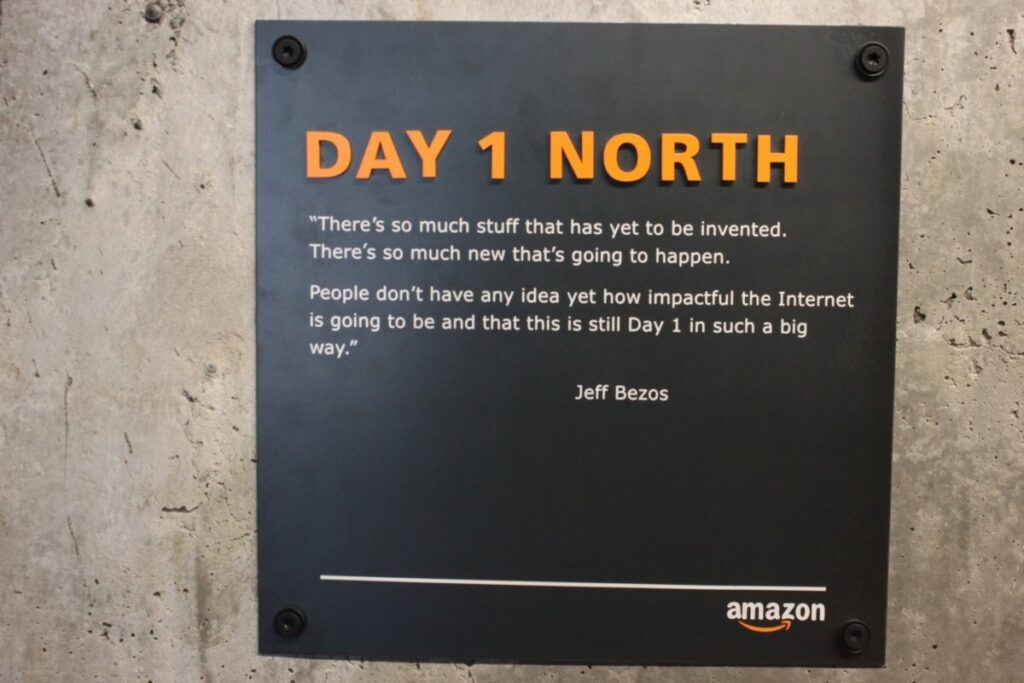 DAY 1 NORTH
“There’s so much stuff that has yet to be invented.
There’s so much new that’s going to happen.
People don’t have any idea yet how impactful the Internet
is going to be and that this is still Day 1 in such a big
way.”
Jeff Bezos
amazon